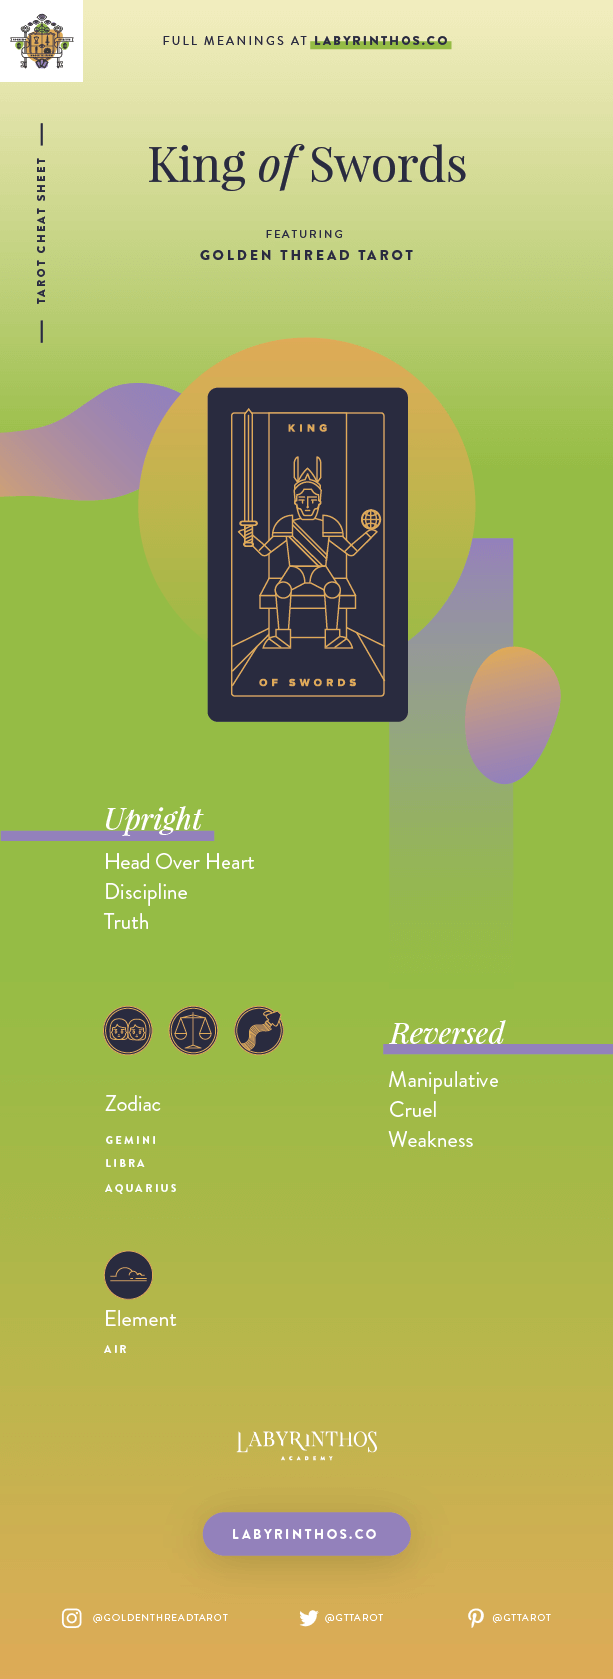 FULL MEANINGS AT LABYRINTHOS.CO
TAROT CHEAT SHEET
King of Swords
FEATURING
GOLDEN THREAD TAROT
KING
OF SWORDS
Upright
Head Over Heart
Discipline
Truth
Reversed
Manipulative
Cruel
Weakness
Zodiac
GEMINI
LIBRA
AQUARIUS
Element
AIR
LABYRINTHOS
ACADEMY
LABYRINTHOS.CO
@GOLDENTHREADTAROT
@GTTAROT
@GTTAROT